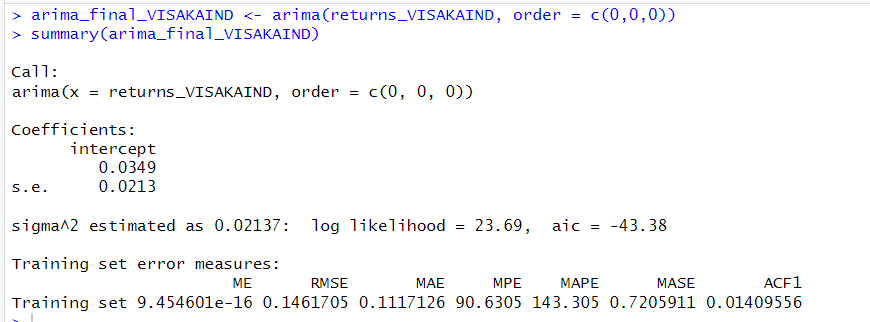 > arima_final_VISAKAIND <- arima(returns_VISAKAIND, order = c(0,0,0))
> summary(arima_final_VISAKAIND)

Call:
arima(x = returns_VISAKAIND, order = c(0, 0, 0))

Coefficients:
      intercept
         0.0349
s.e.     0.0213

sigma^2 estimated as 0.02137:  log likelihood = 23.69,  aic = -43.38

Training set error measures:
                       ME      RMSE       MAE     MPE    MAPE      MASE       ACF1
Training set 9.454601e-16 0.1461705 0.1117126 90.6305 143.305 0.7205911 0.01409556
>